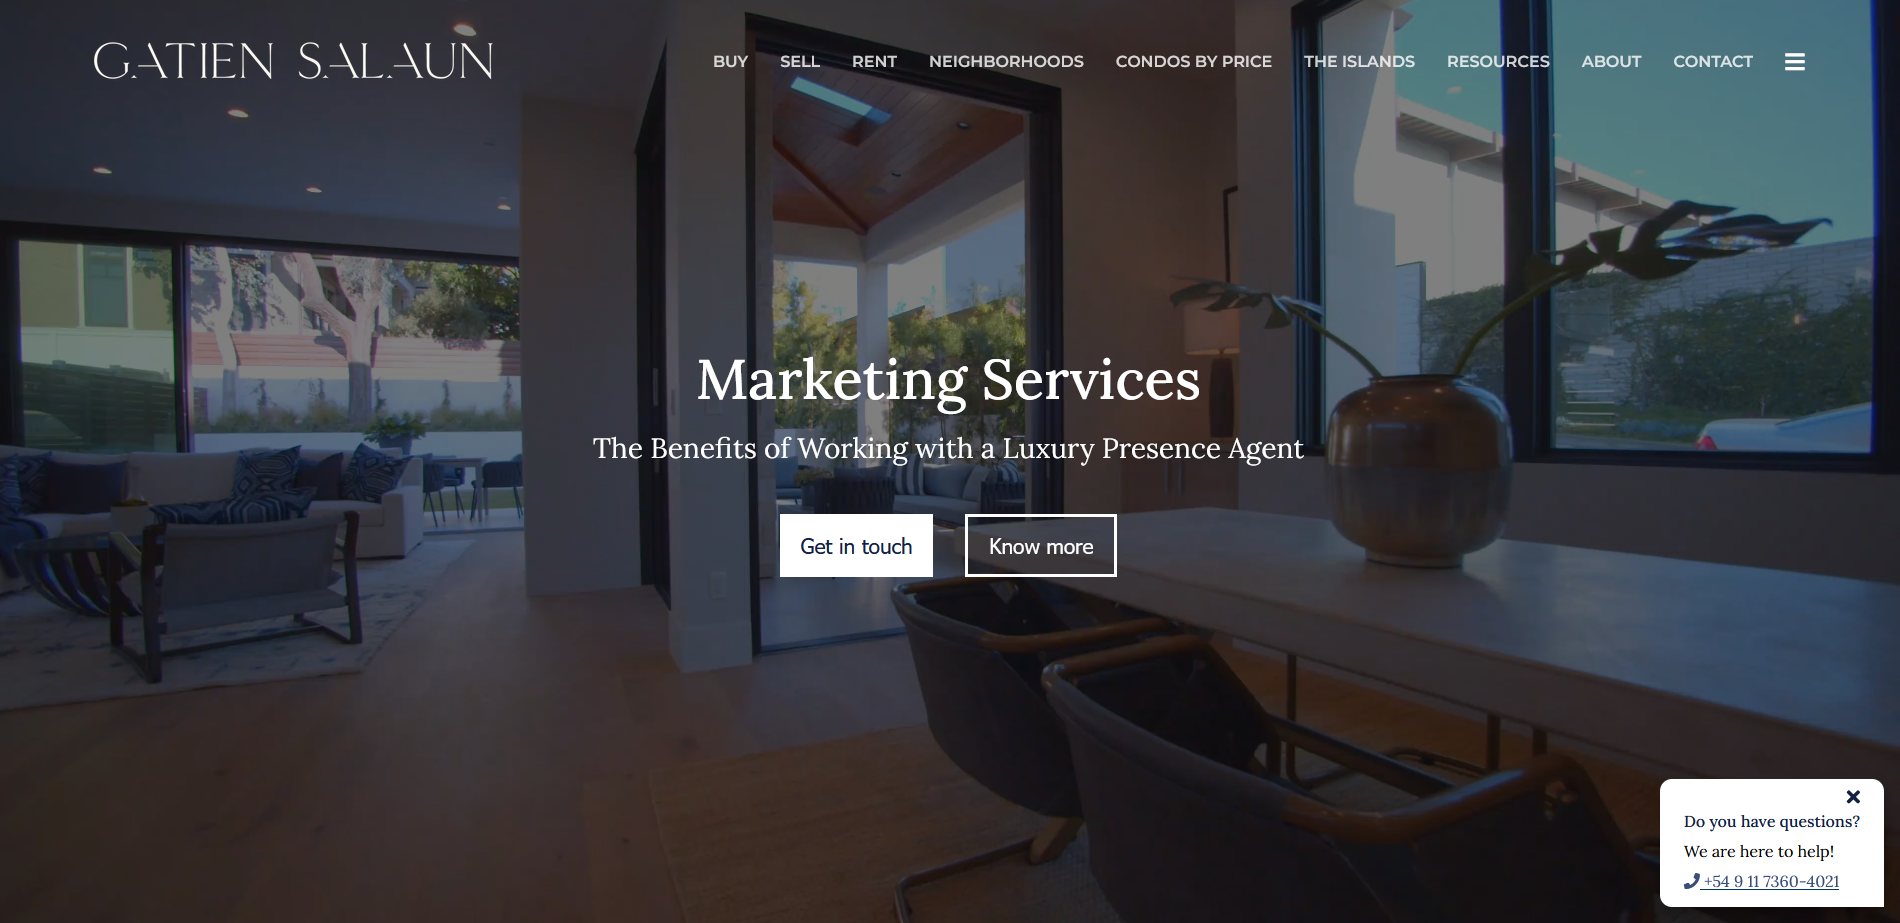 GATIEN SALAUN
BUY SELL RENT NEIGHBORHOODS CONDOS BY PRICE THE ISLANDS RESOURCES ABOUT CONTACT
Marketing Services
The Benefits of Working with a Luxury Presence Agent
Get in touch Know more
Do you have questions?
We are here to help!
+54 9 11 7360-4021